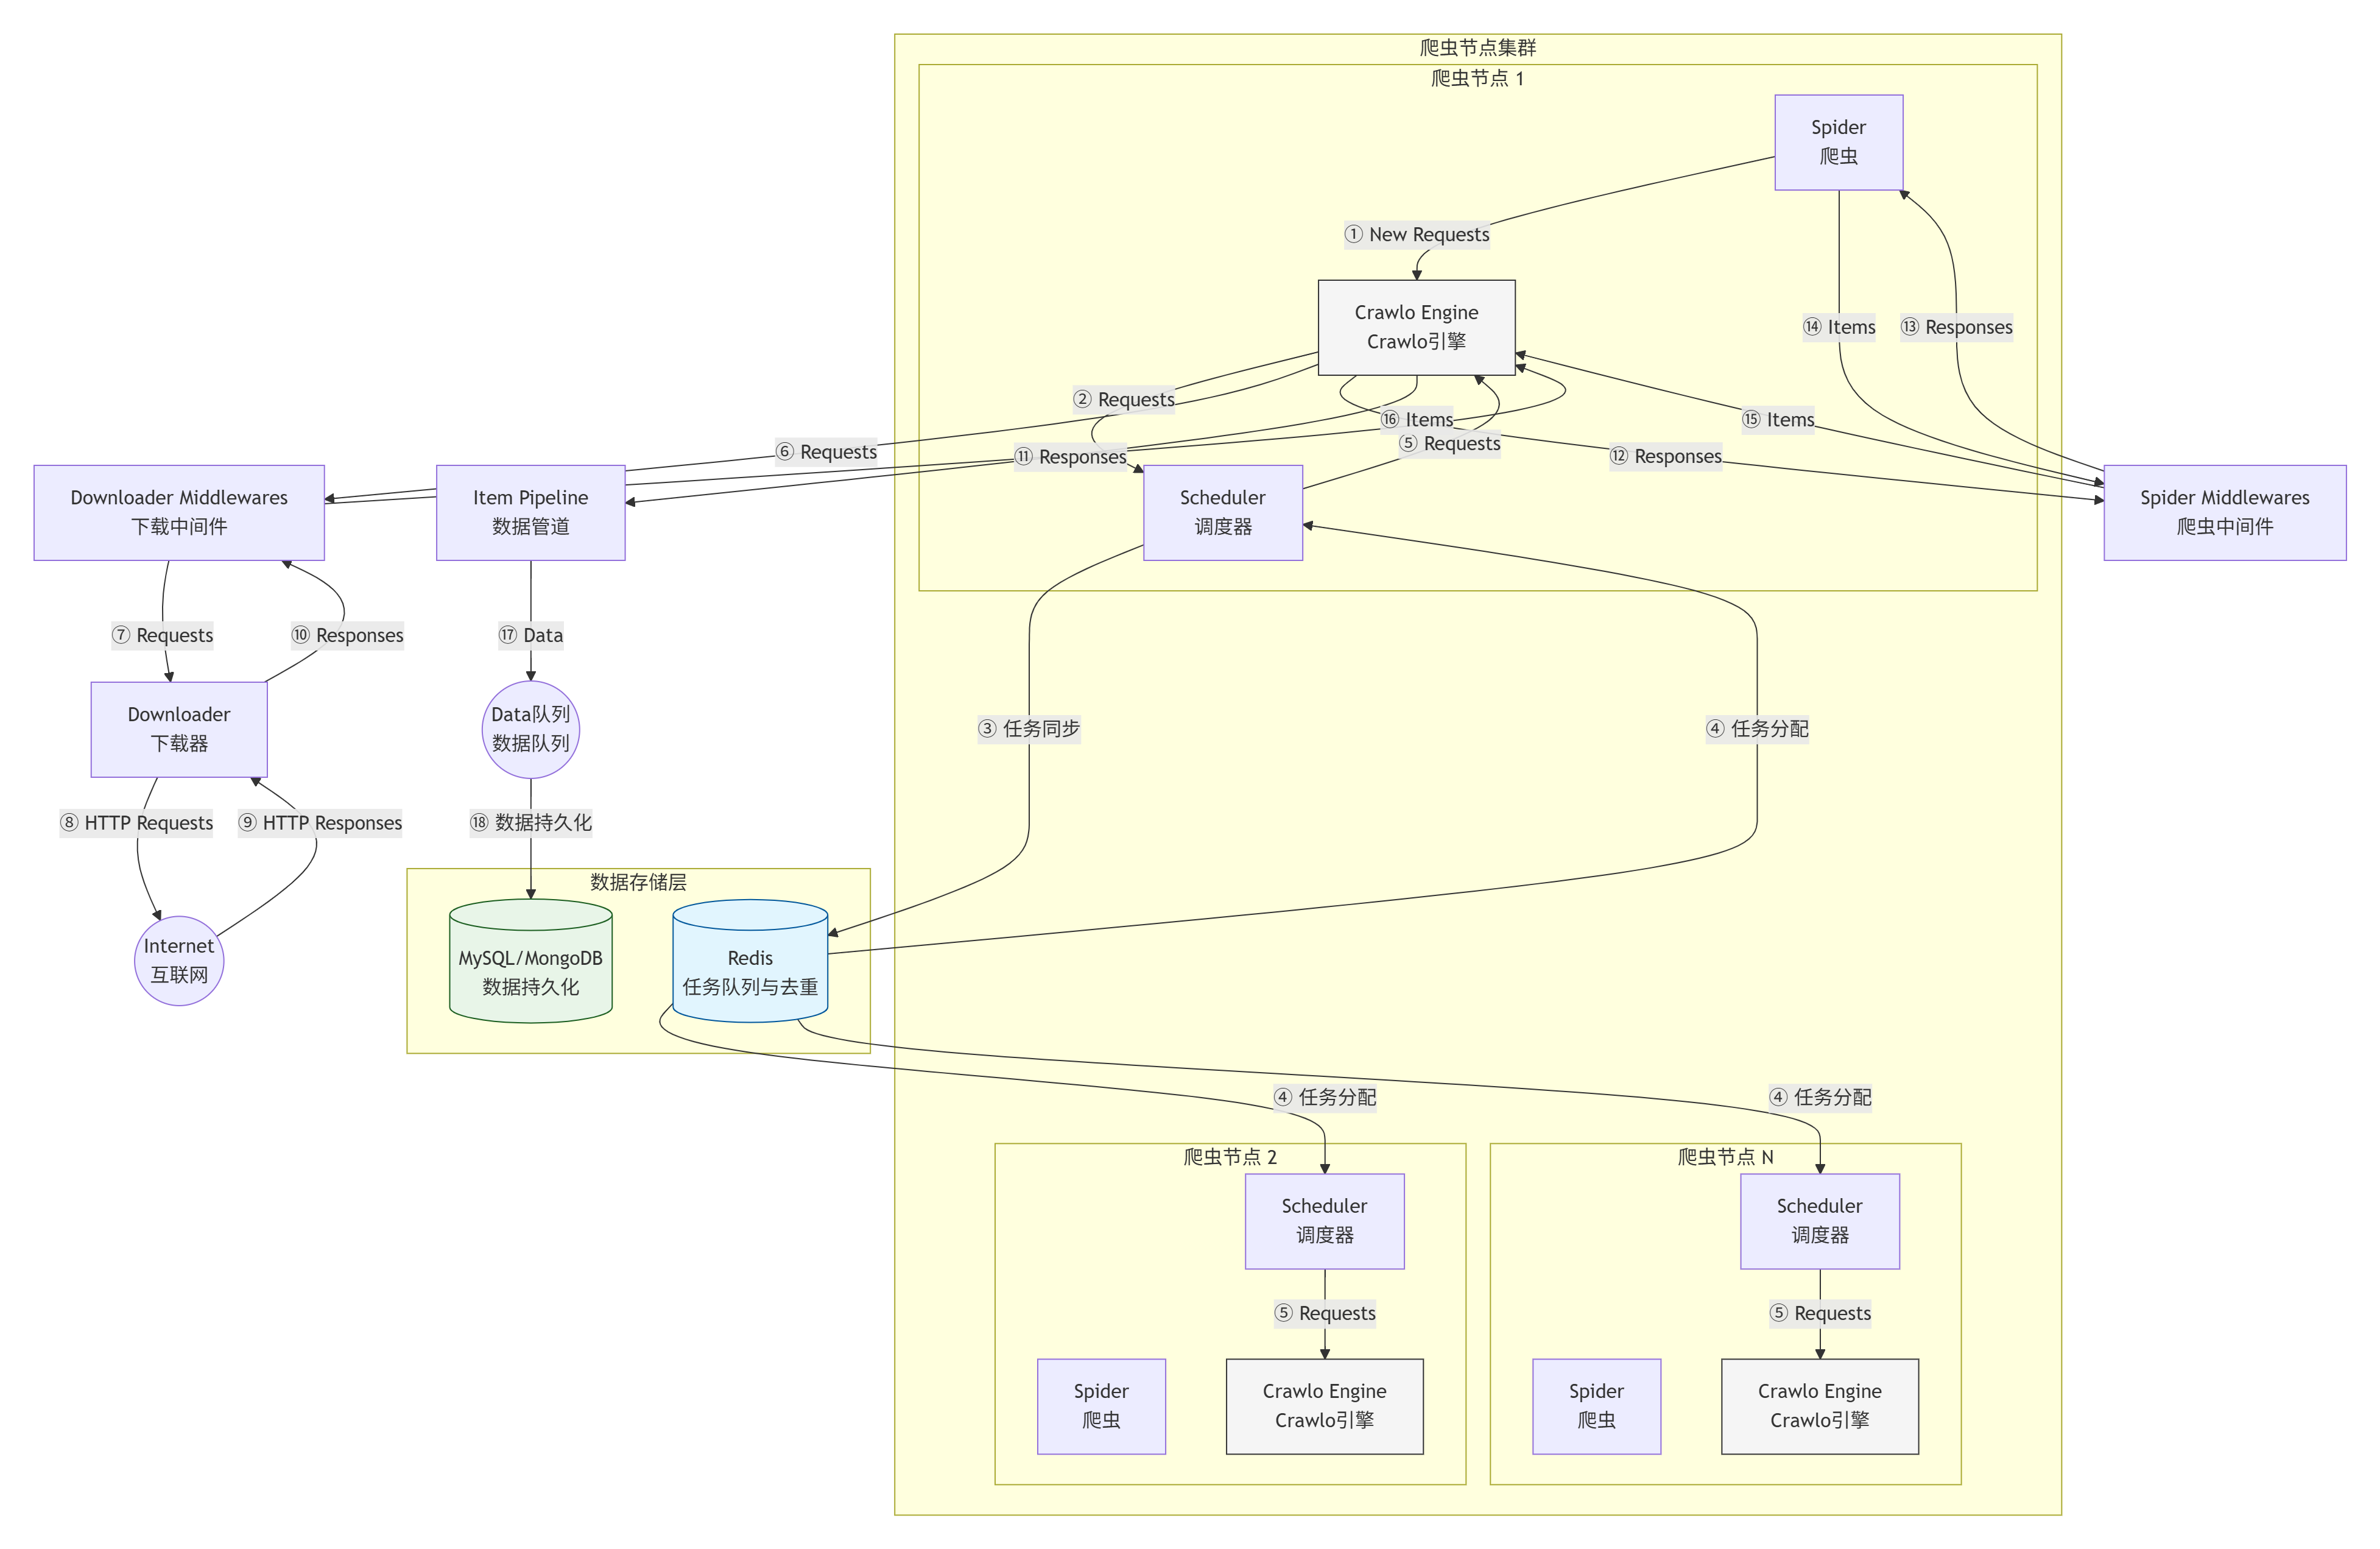 爬虫节点集群
爬虫节点 1
Spider
爬虫
① New Requests
Crawlo Engine
Crawlo引擎
⑭ Items
⑬ Responses
② Requests
⑯ Items
⑮ Items
⑤ Requests
⑥ Requests
⑪ Responses
⑫ Responses
Downloader Middlewares
下载中间件
Item Pipeline
数据管道
Scheduler
调度器
Spider Middlewares
爬虫中间件
⑦ Requests
⑩ Responses
⑰ Data
Downloader
下载器
Data队列
数据队列
③ 任务同步
④ 任务分配
⑧ HTTP Requests
⑨ HTTP Responses
⑱ 数据持久化
数据存储层
Internet
互联网
MySQL/MongoDB
数据持久化
Redis
任务队列与去重
④ 任务分配
④ 任务分配
爬虫节点 2
Scheduler
调度器
⑤ Requests
Spider
爬虫
Crawlo Engine
Crawlo引擎
爬虫节点 N
Scheduler
调度器
⑤ Requests
Spider
爬虫
Crawlo Engine
Crawlo引擎